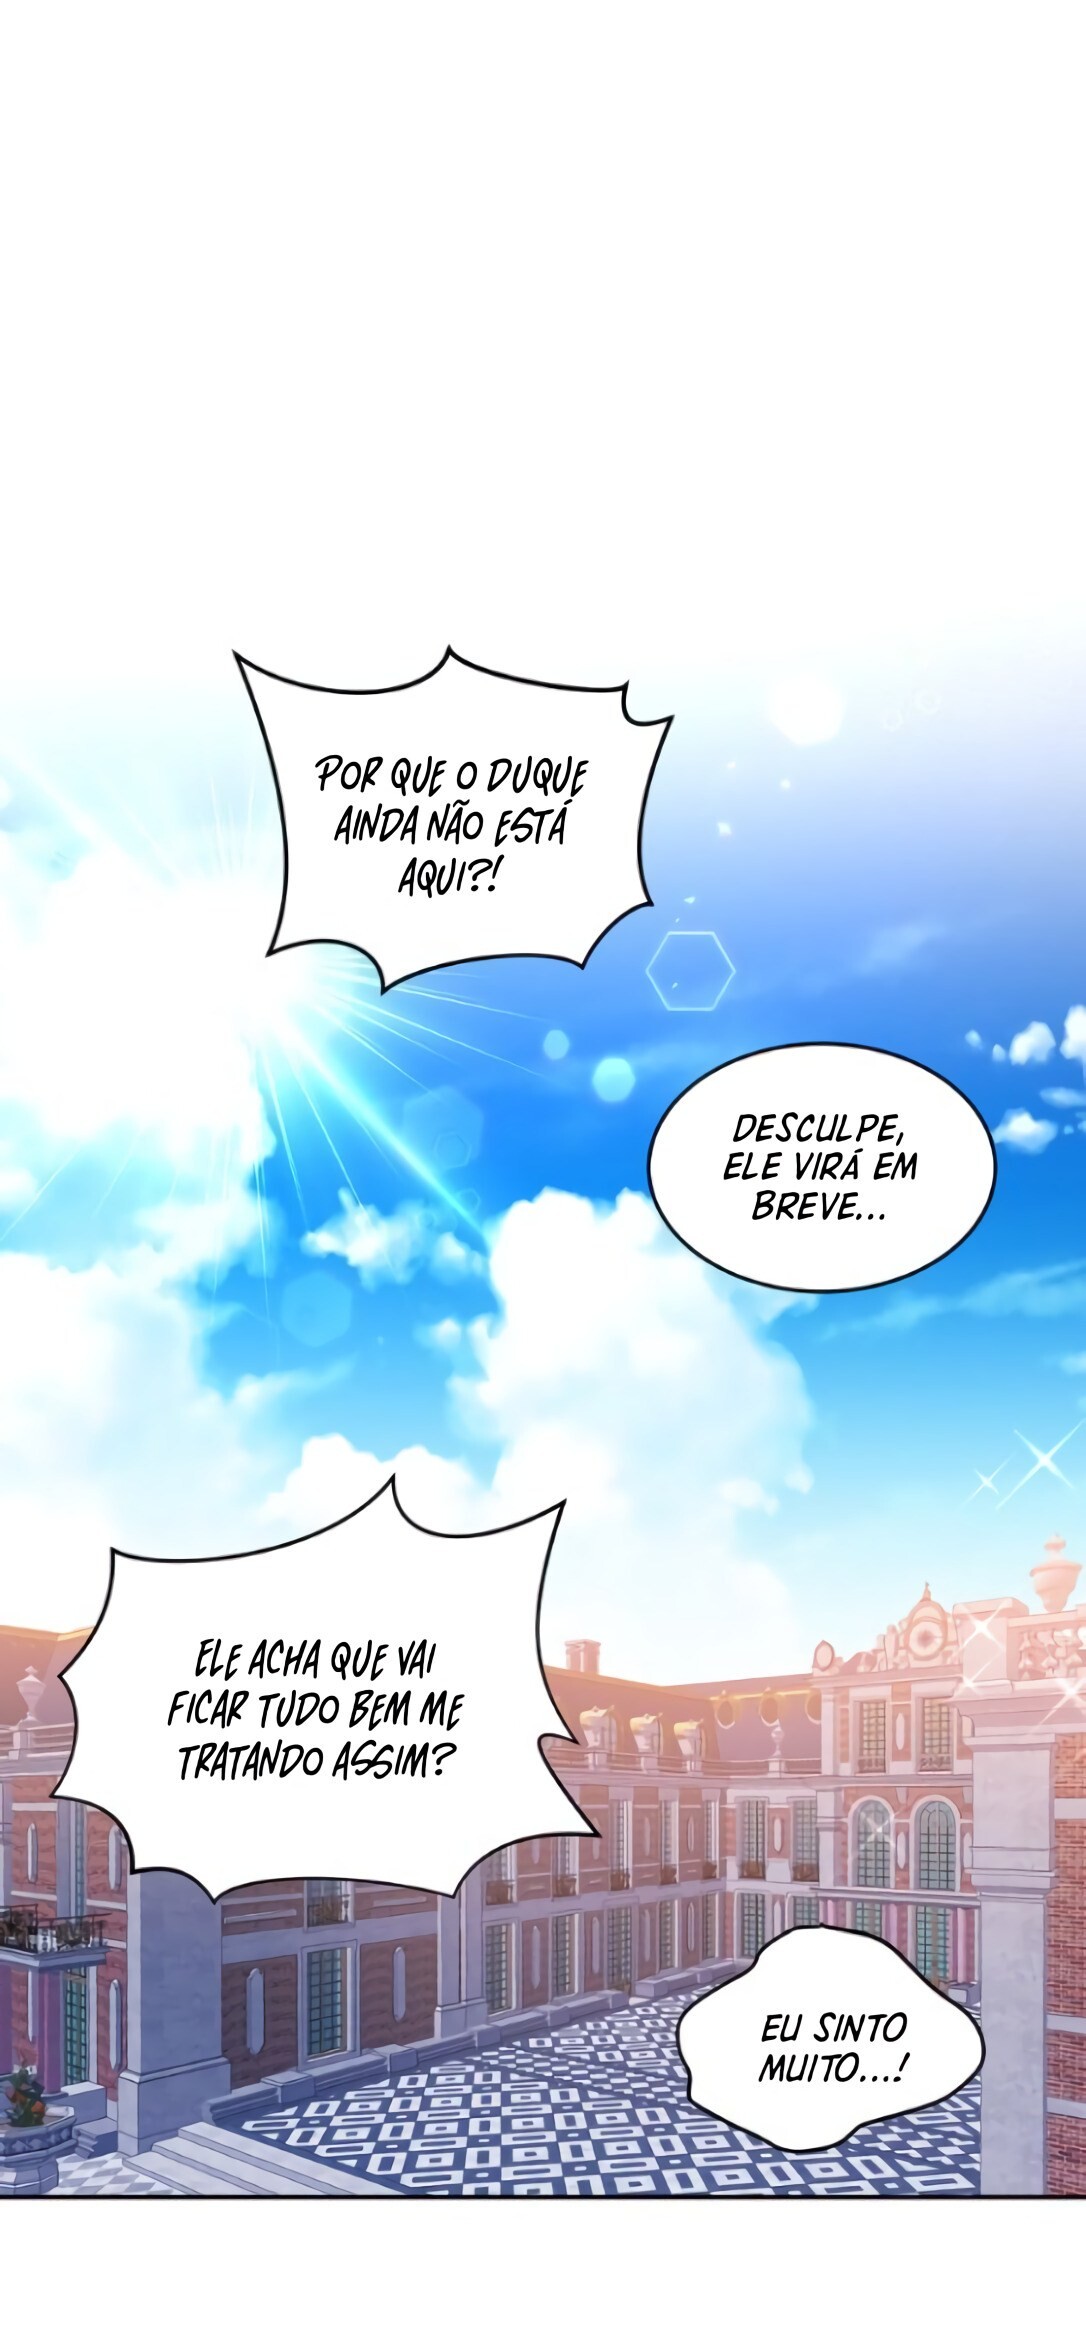 POR QUE O DUQUE
AINDA NÃO ESTÁ
AQUI?!
DESCULPE,
ELE VIRÁ EM
BREVE...
ELE ACHA QUE VAI
FICAR TUDO BEM ME
TRATANDO ASSIM?
EU SINTO
MUITO...!